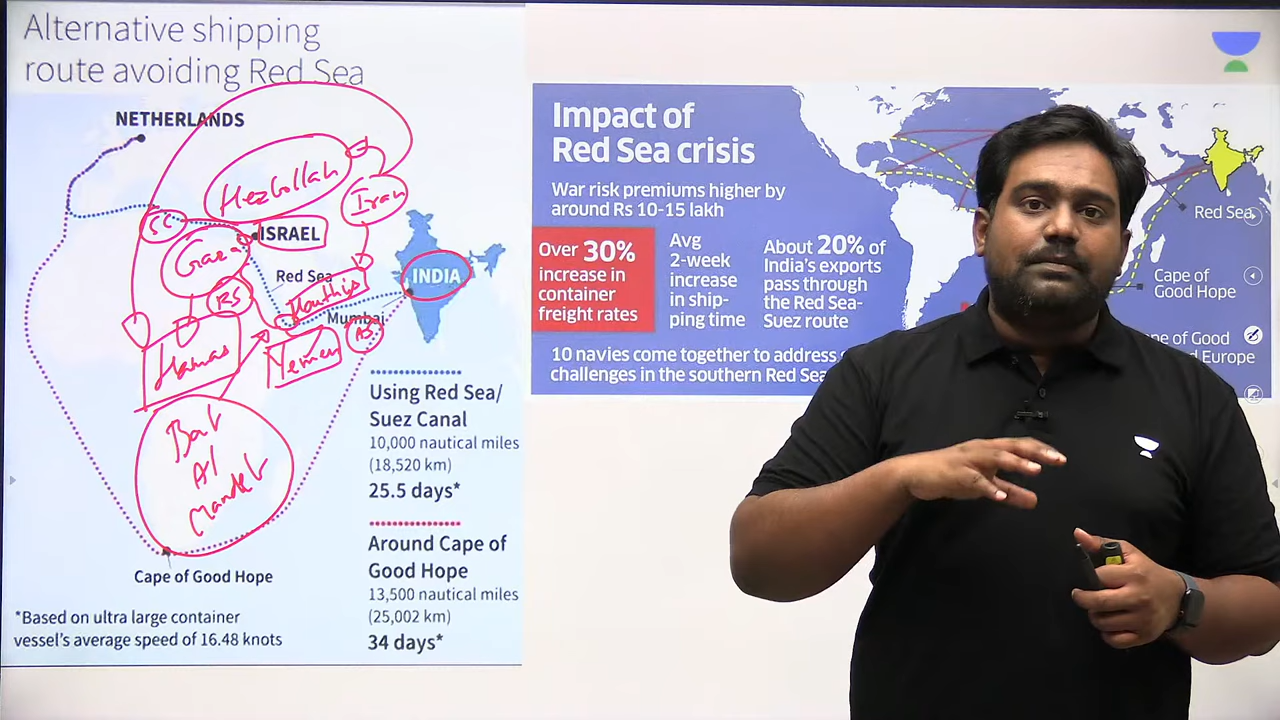 Alternative shipping
route avoiding Red Sea
NETHERLANDS
Hezbollah
Iran
SC
ISRAEL
Gaza
Red Sea
RS
INDIA
Houthis
Mumbai
AS
Hamas
Yemen
Bab
Al
Mandeb
Using Red Sea/
Suez Canal
10,000 nautical miles
(18,520 km)
25.5 days*
Around Cape of
Good Hope
13,500 nautical miles
(25,002 km)
34 days*
Cape of Good Hope
*Based on ultra large container
vessel's average speed of 16.48 knots
Impact of
Red Sea crisis
War risk premiums higher by
around Rs 10-15 lakh
Over 30%
increase in
container
freight rates
Avg
2-week
increase
in ship-
ping time
About 20% of
India's exports
pass through
the Red Sea-
Suez route
10 navies come together to address
challenges in the southern Red Sea
Red Sea
Cape of
Good Hope
of Good
Europe